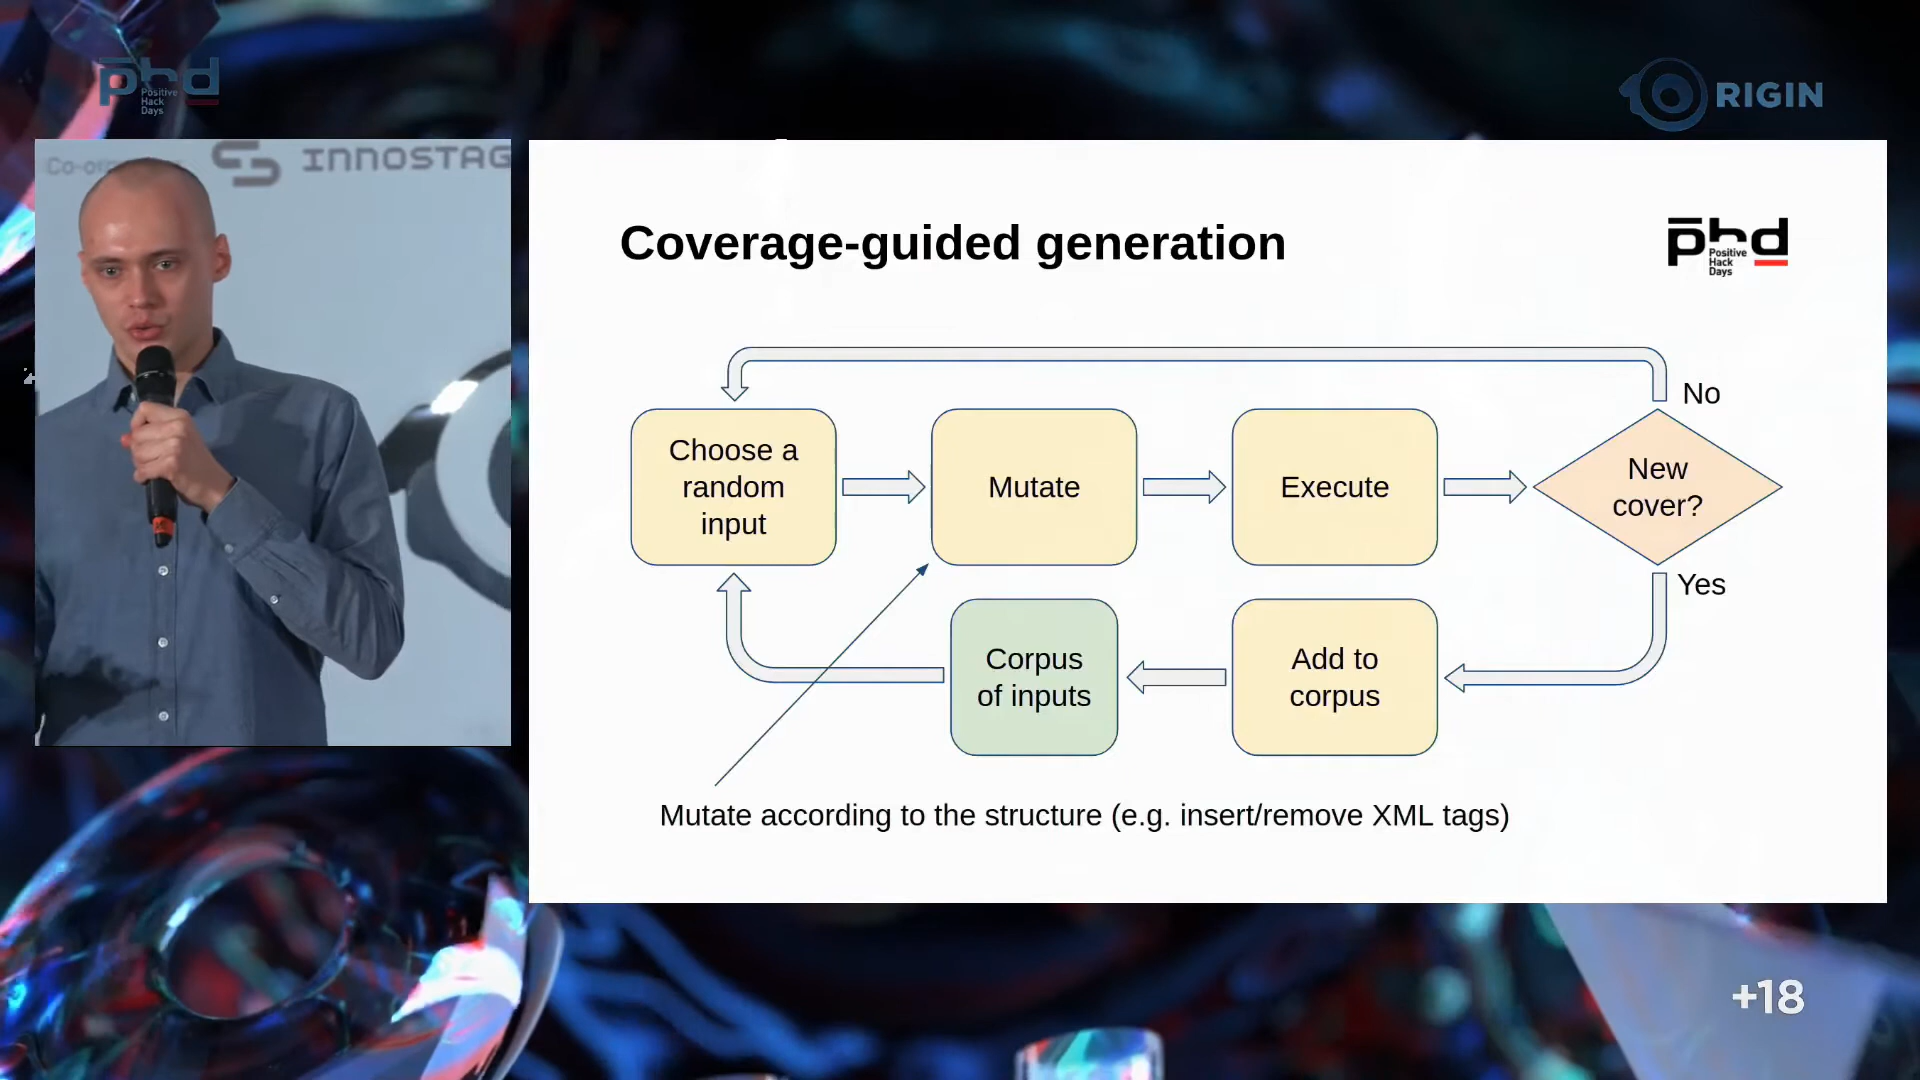 phd
Positive
Hack
Days
ORIGIN
INNOSTAG
Coverage-guided generation
phd
Positive
Hack
Days
No
Choose a
random
input
Mutate
Execute
New
cover?
Yes
Corpus
of inputs
Add to
corpus
Mutate according to the structure (e.g. insert/remove XML tags)
+18